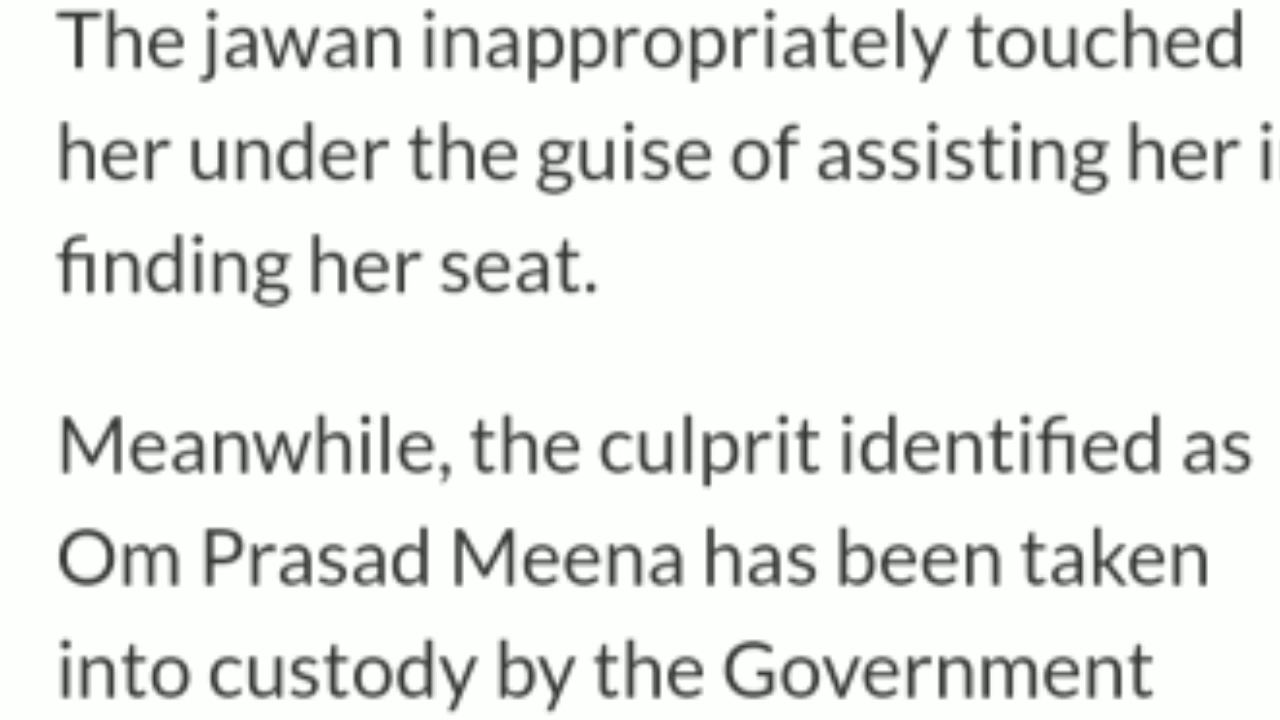 The jawan inappropriately touched
her under the guise of assisting her
finding her seat.
Meanwhile, the culprit identified as
Om Prasad Meena has been taken
into custody by the Government